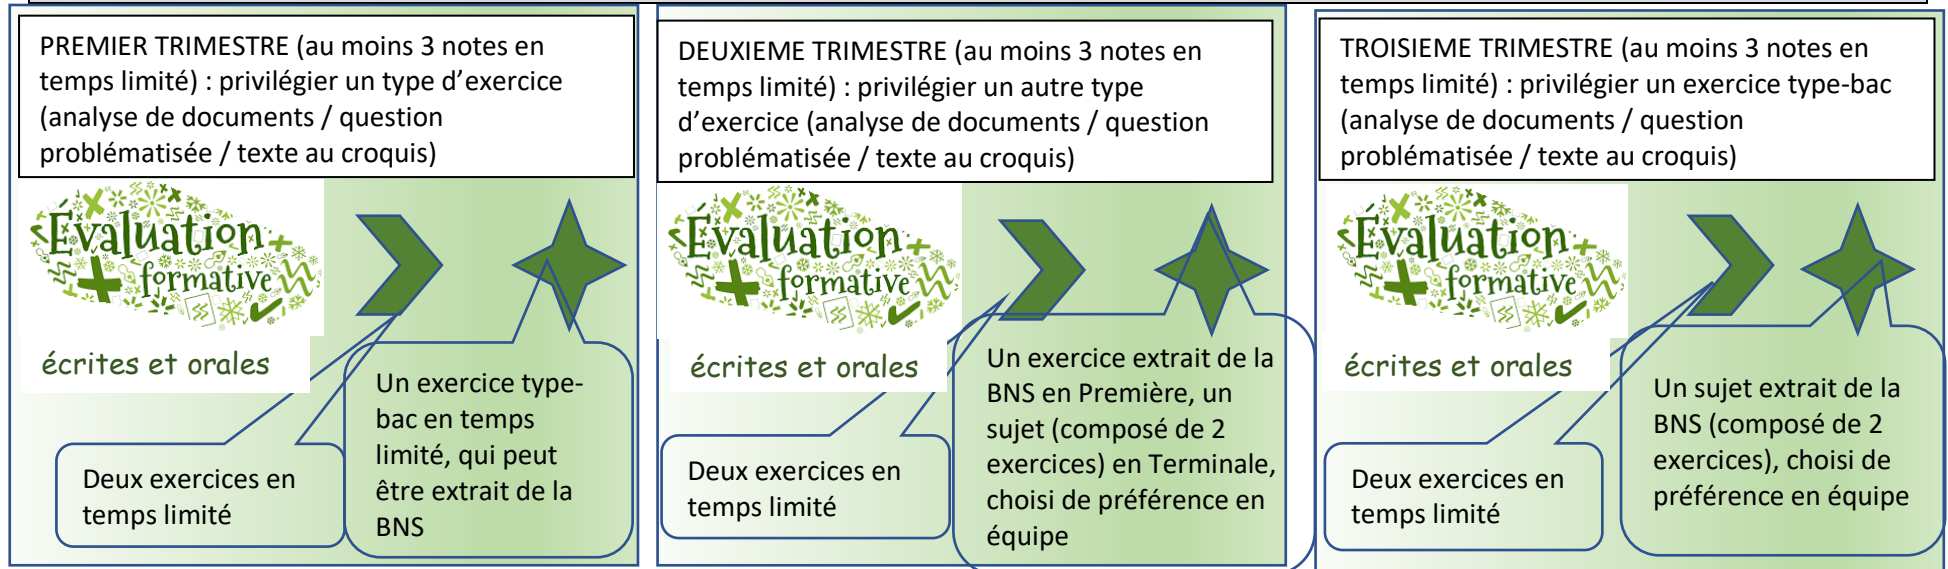 PREMIER TRIMESTRE (au moins 3 notes en
temps limité) : privilégier un type d’exercice
(analyse de documents / question
problématisée / texte au croquis)
Evaluation
formative
écrites et orales
Deux exercices en
temps limité
Un exercice type-
bac en temps
limité, qui peut
être extrait de la
BNS
DEUXIEME TRIMESTRE (au moins 3 notes en
temps limité) : privilégier un autre type
d’exercice (analyse de documents / question
problématisée / texte au croquis)
Evaluation
formative
écrites et orales
Deux exercices en
temps limité
Un exercice extrait de la
BNS en Première, un
sujet (composé de 2
exercices) en Terminale,
choisi de préférence en
équipe
TROISIEME TRIMESTRE (au moins 3 notes en
temps limité) : privilégier un exercice type-bac
(analyse de documents / question
problématisée / texte au croquis)
Evaluation
formative
écrites et orales
Deux exercices en
temps limité
Un sujet extrait de la
BNS (composé de 2
exercices), choisi de
préférence en équipe